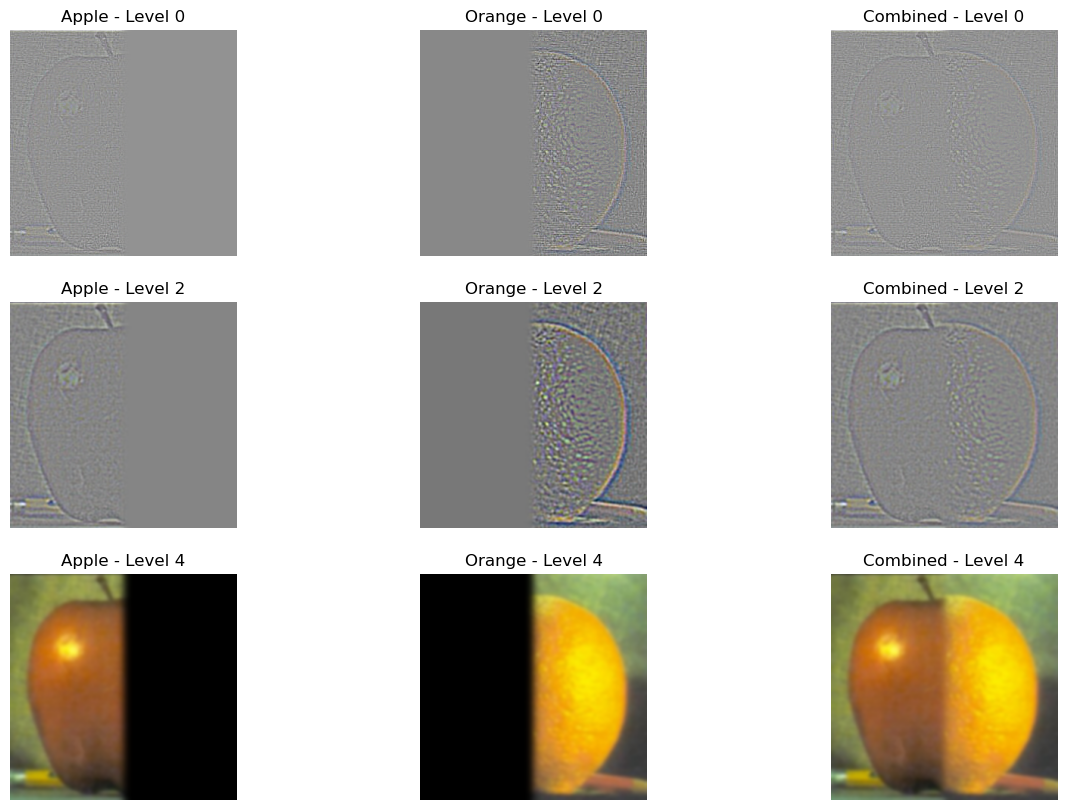 Apple - Level 0
Orange - Level 0
Combined - Level 0
Apple - Level 2
Orange - Level 2
Combined - Level 2
Apple - Level 4
Orange - Level 4
Combined - Level 4